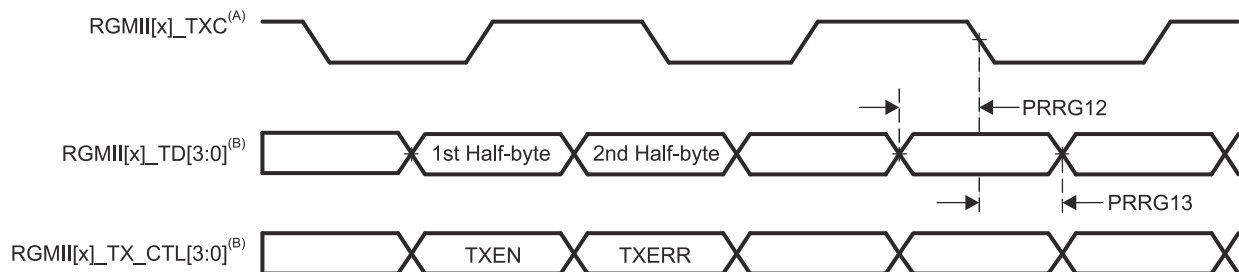 RGMII[x]_TXC(A)
PRRG12
RGMII[x]_TD[3:0](B)
1st Half-byte
2nd Half-byte
PRRG13
RGMII[x]_TX_CTL[3:0](B)
TXEN
TXERR